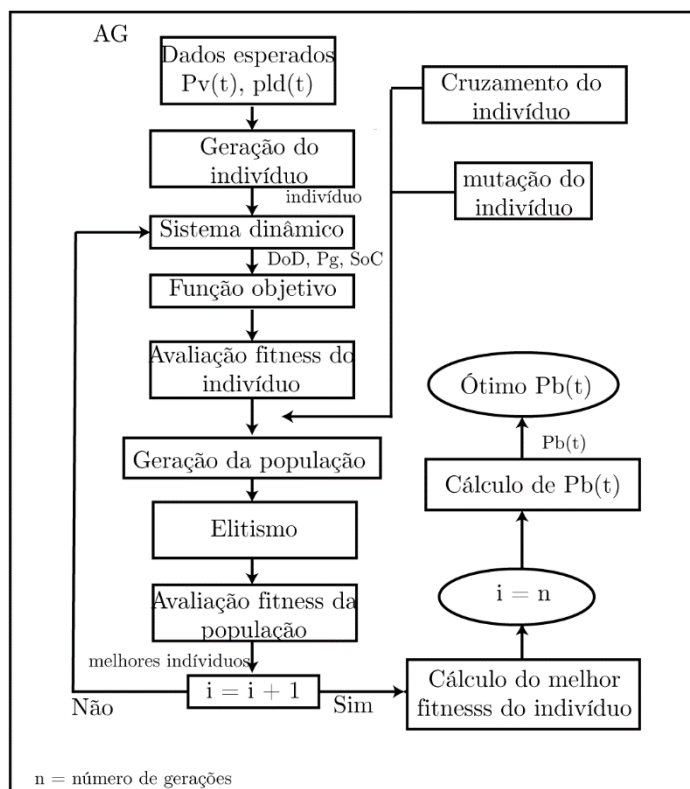 AG
Dados esperados
Pv(t), pld(t)
Geração do
indivíduo
indivíduo
Sistema dinâmico
DoD, Pg, SoC
Função objetivo
Avaliação fitness do
indivíduo
Geração da população
Elitismo
Avaliação fitness da
população
melhores indíviduos
i = i + 1
Não
Sim
Cruzamento do
indivíduo
mutação do
indivíduo
Ótimo Pb(t)
Pb(t)
Cálculo de Pb(t)
i = n
Cálculo do melhor
fitnesss do indivíduo
n = número de gerações